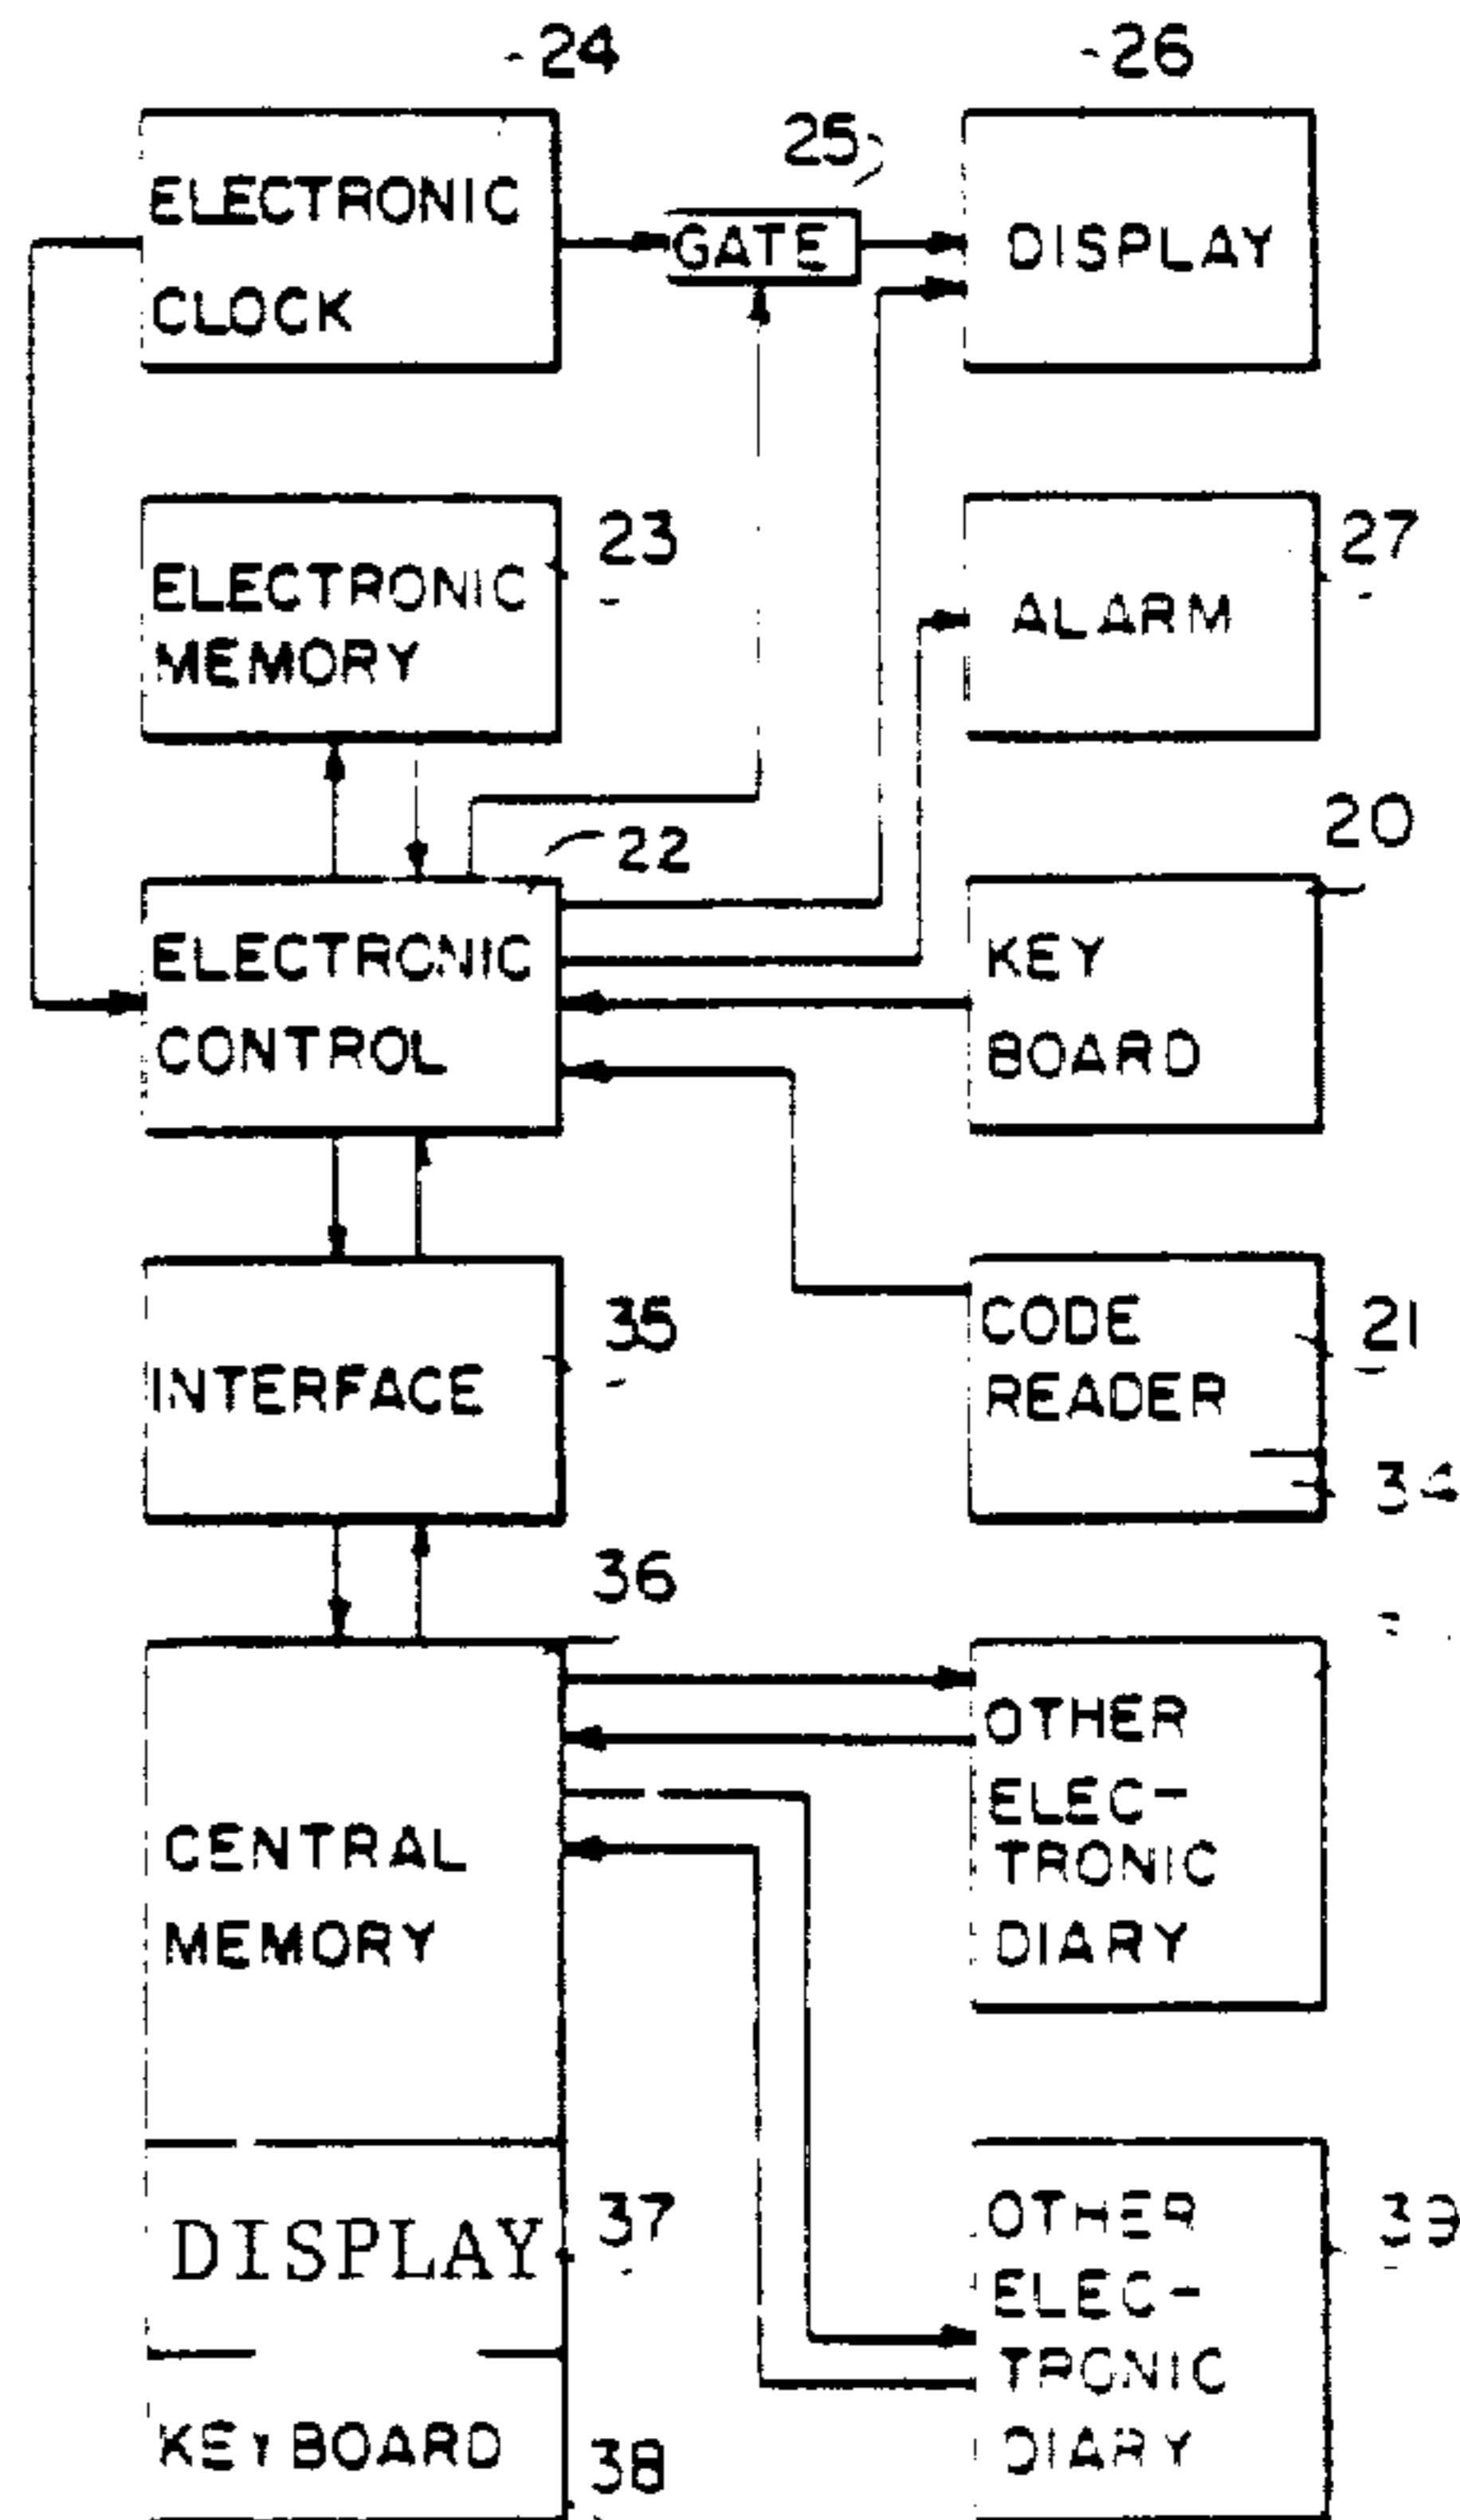 24
26
25
ELECTRONIC
CLOCK
GATE
DISPLAY
23
27
ELECTRONIC
MEMORY
ALARM
22
20
ELECTRONIC
CONTROL
KEY
BOARD
35
21
INTERFACE
CODE
READER
36
OTHER
ELEC-
TRONIC
DIARY
CENTRAL
MEMORY
37
39
DISPLAY
OTHER
ELEC-
TRONIC
DIARY
KEYBOARD
38